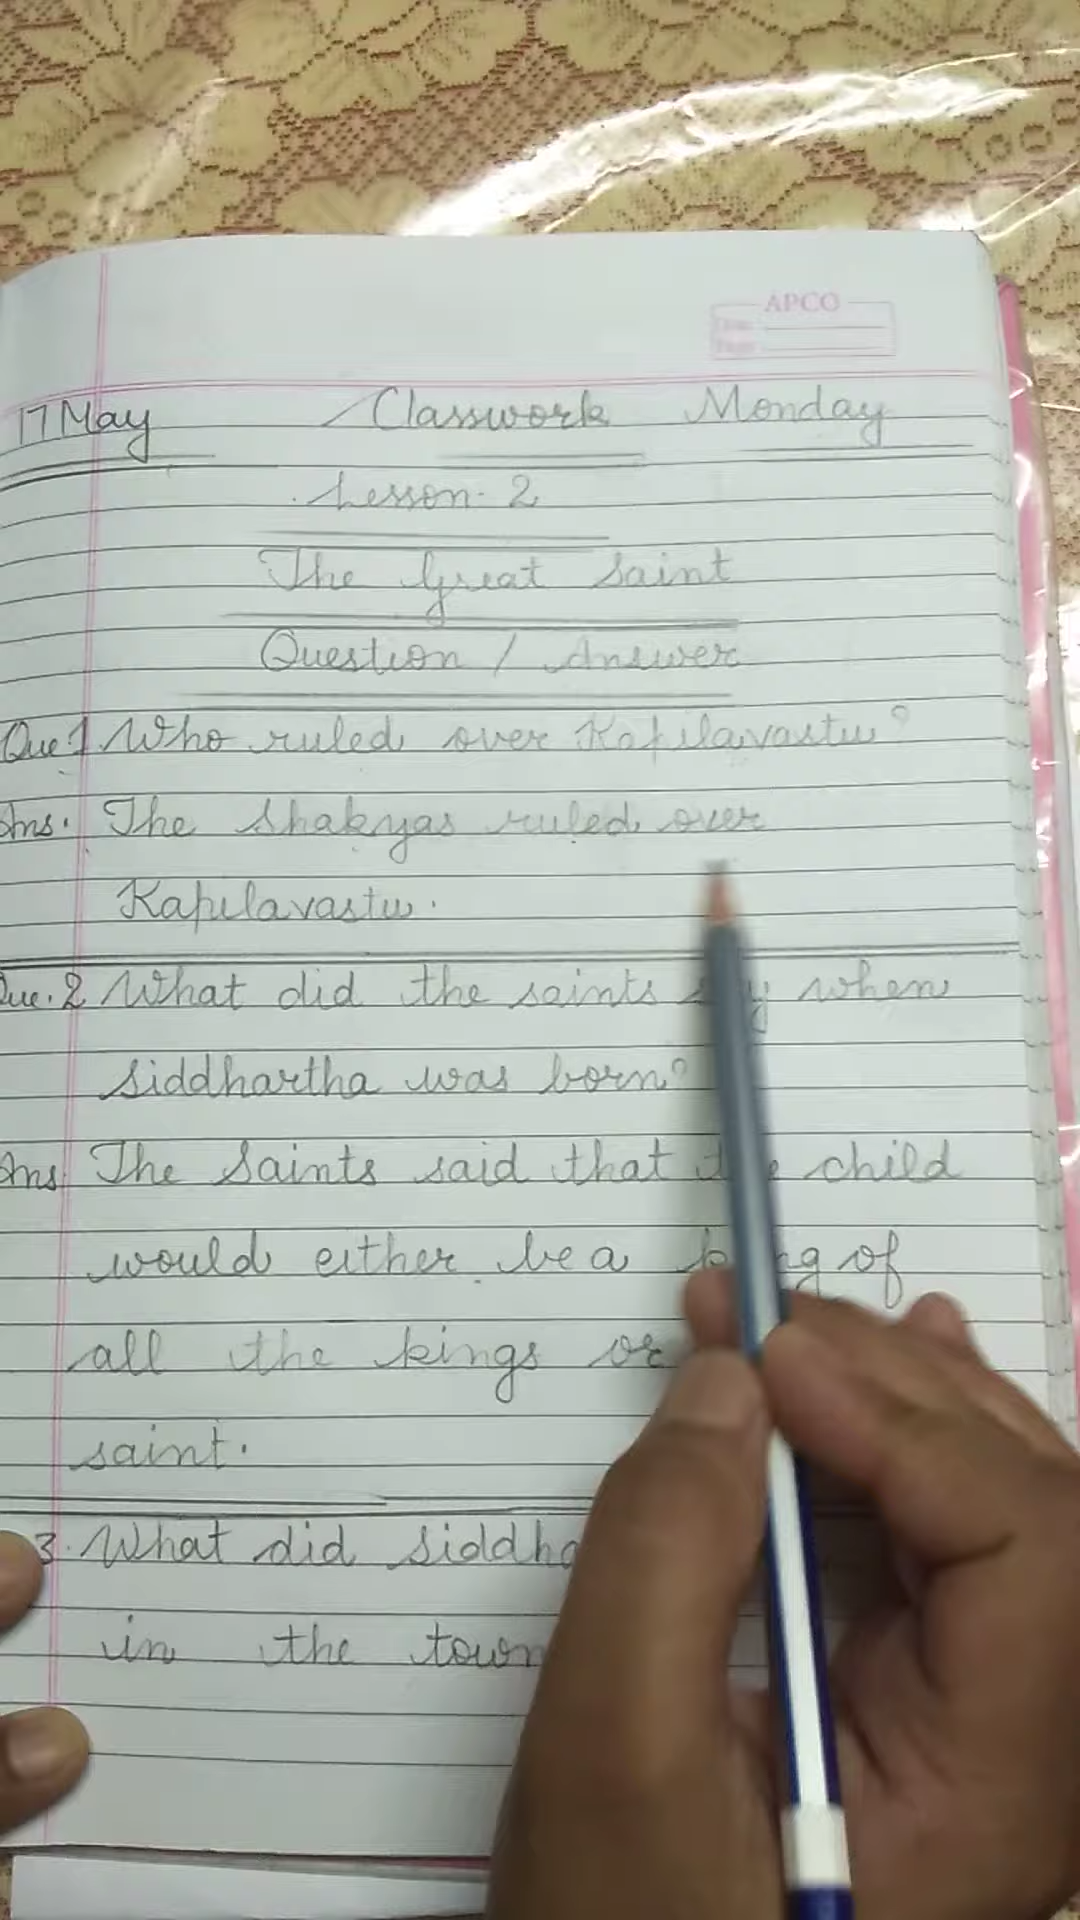 APCO
17 May Classwork Monday
Lesson-2
The Great Saint
Question / Answer
Que.1 Who ruled over Kapilavastu?
Ans. The Shakyas ruled over
Kapilavastu.
Que.2 What did the saints when
siddhartha was born?
Ans. The Saints said that child
would either be a of
all the kings or
saint.
3. What did
in the town